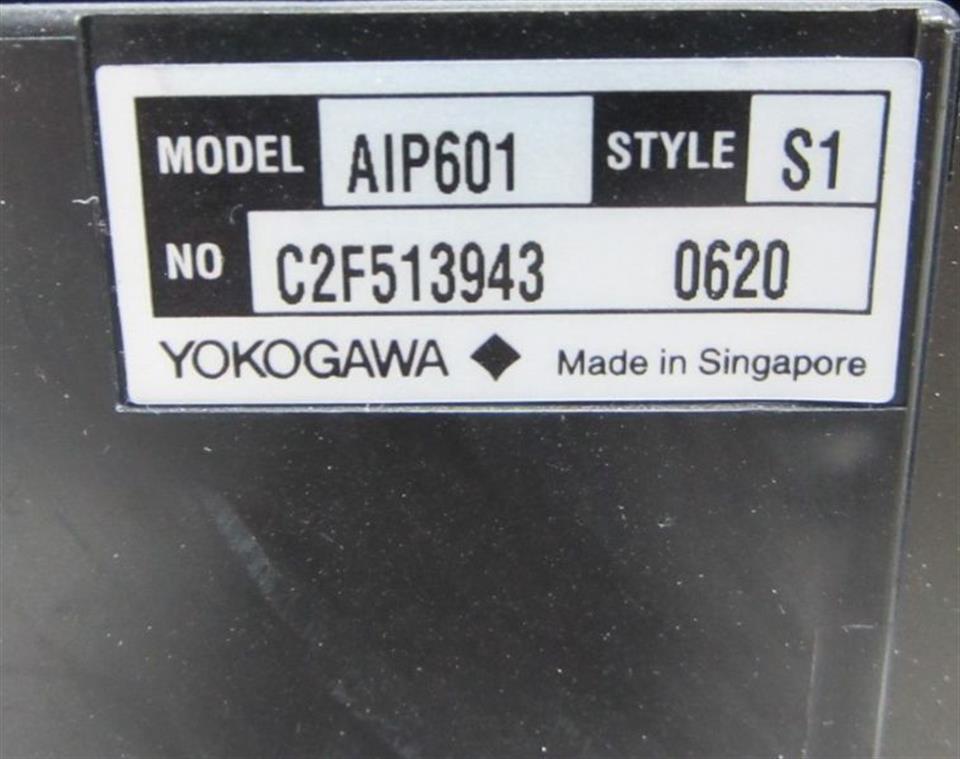 MODEL AIP601 STYLE S1
NO C2F513943 0620
YOKOGAWA ◆ Made in Singapore